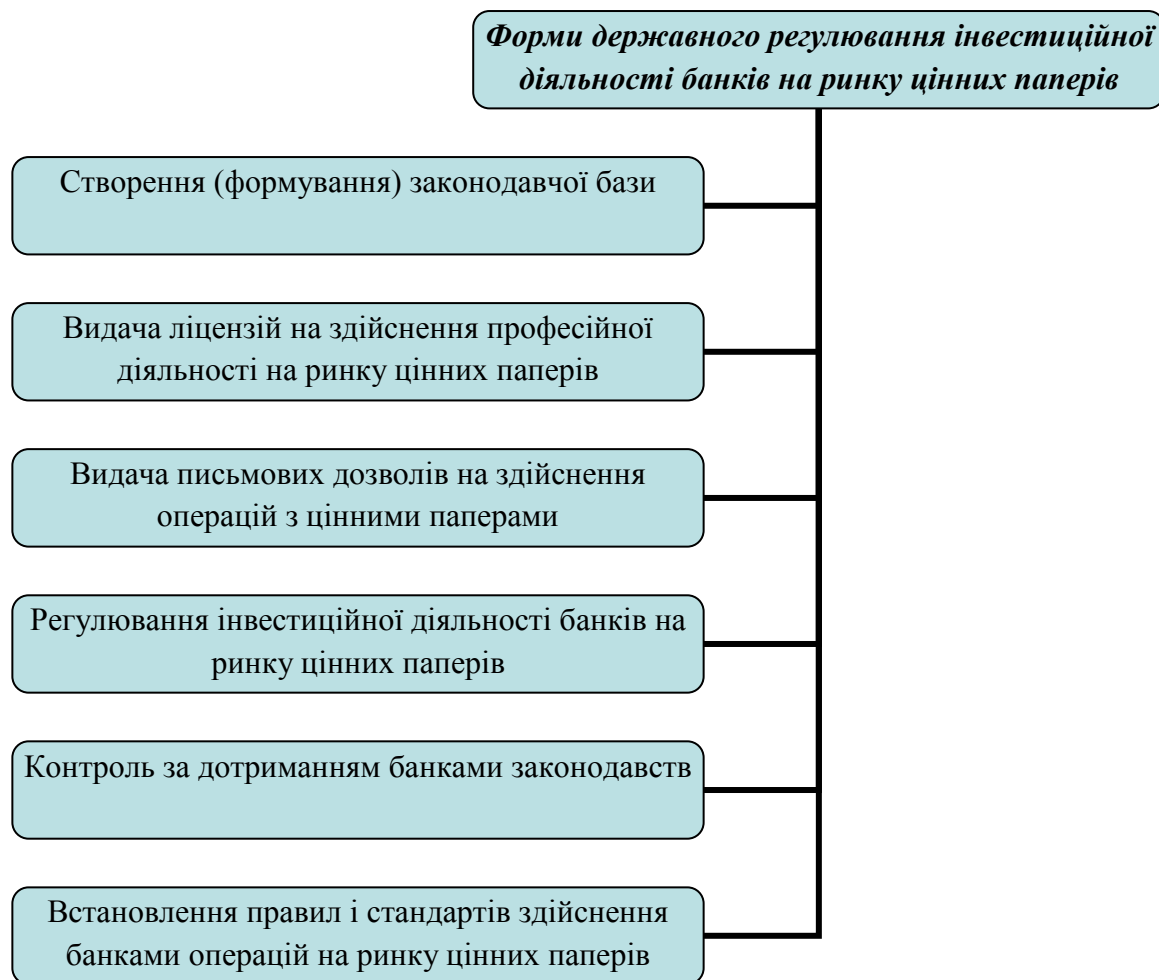 Форми державного регулювання інвестиційної
діяльності банків на ринку цінних паперів
Створення (формування) законодавчої бази
Видача ліцензій на здійснення професійної
діяльності на ринку цінних паперів
Видача письмових дозволів на здійснення
операцій з цінними паперами
Регулювання інвестиційної діяльності банків на
ринку цінних паперів
Контроль за дотриманням банками законодавств
Встановлення правил і стандартів здійснення
банками операцій на ринку цінних паперів